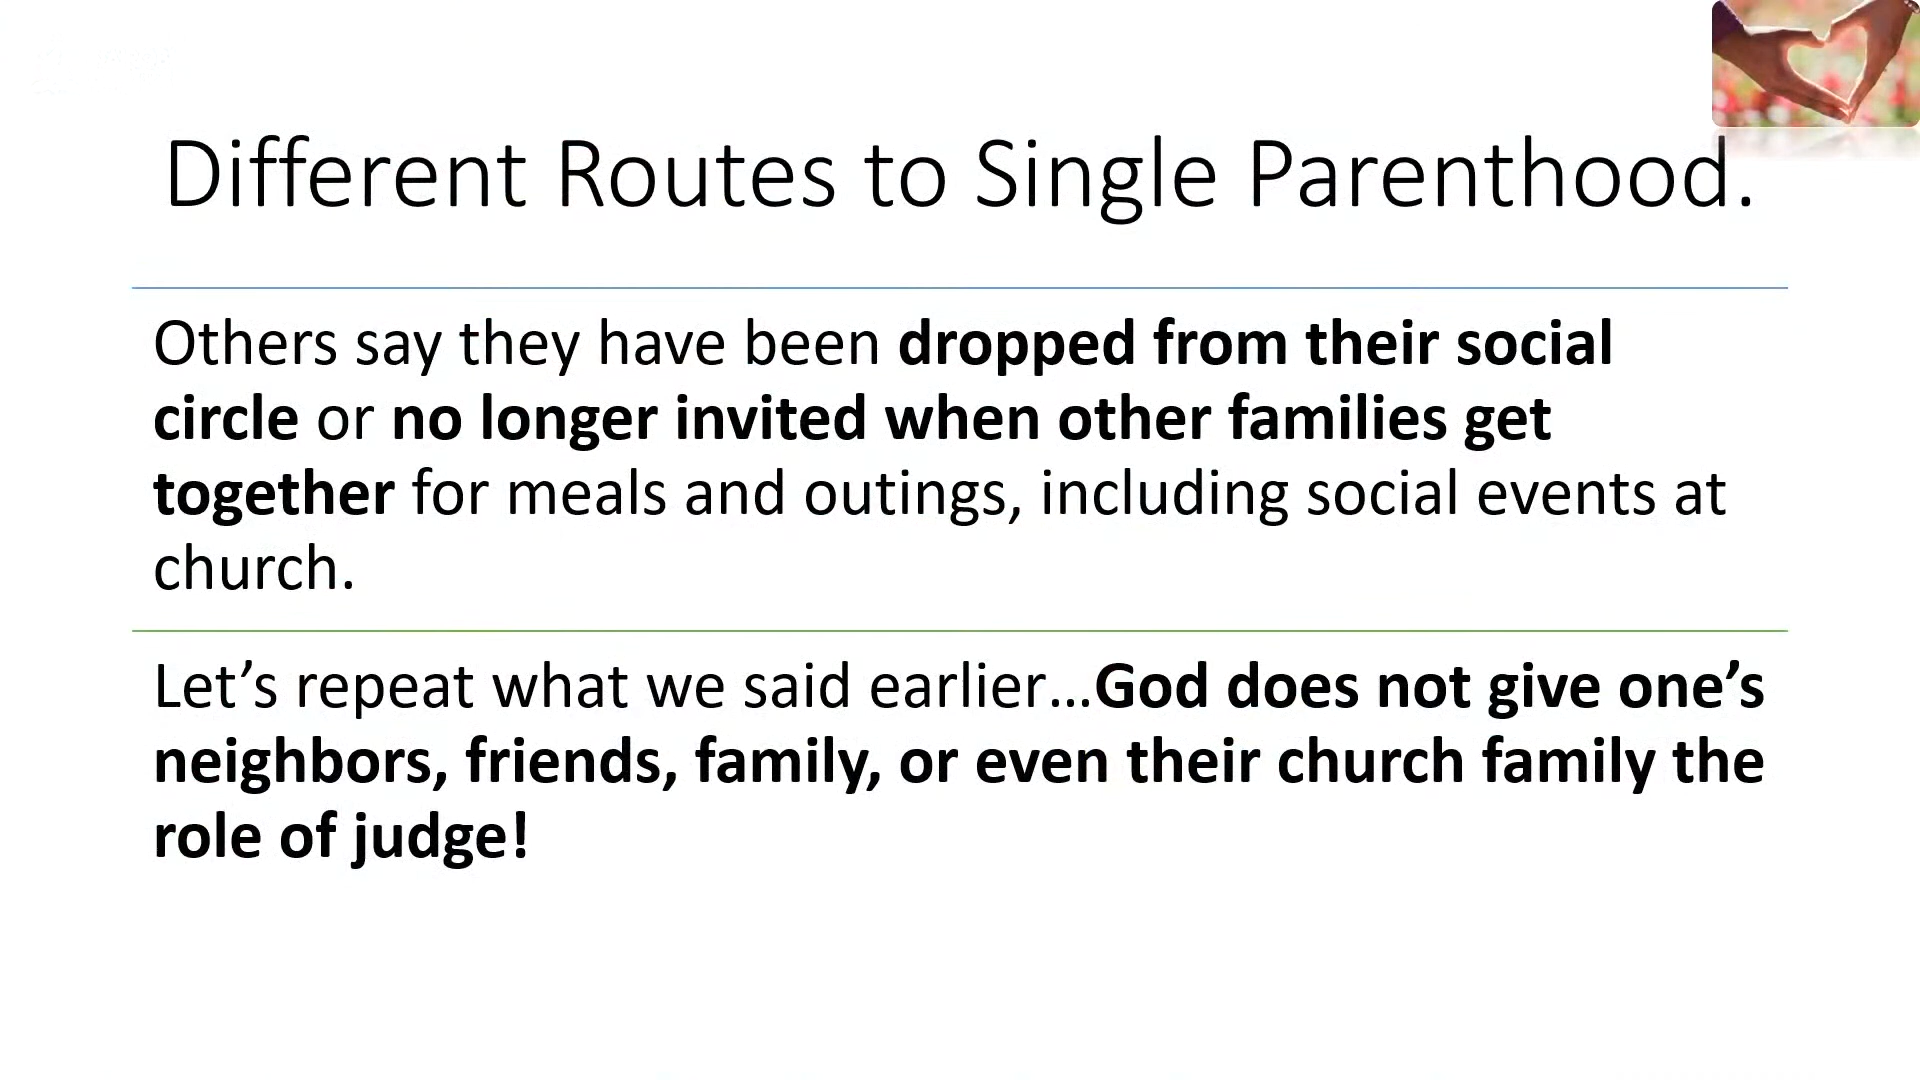 Different Routes to Single Parenthood.
Others say they have been dropped from their social
circle or no longer invited when other families get
together for meals and outings, including social events at
church.
Let’s repeat what we said earlier…God does not give one’s
neighbors, friends, family, or even their church family the
role of judge!